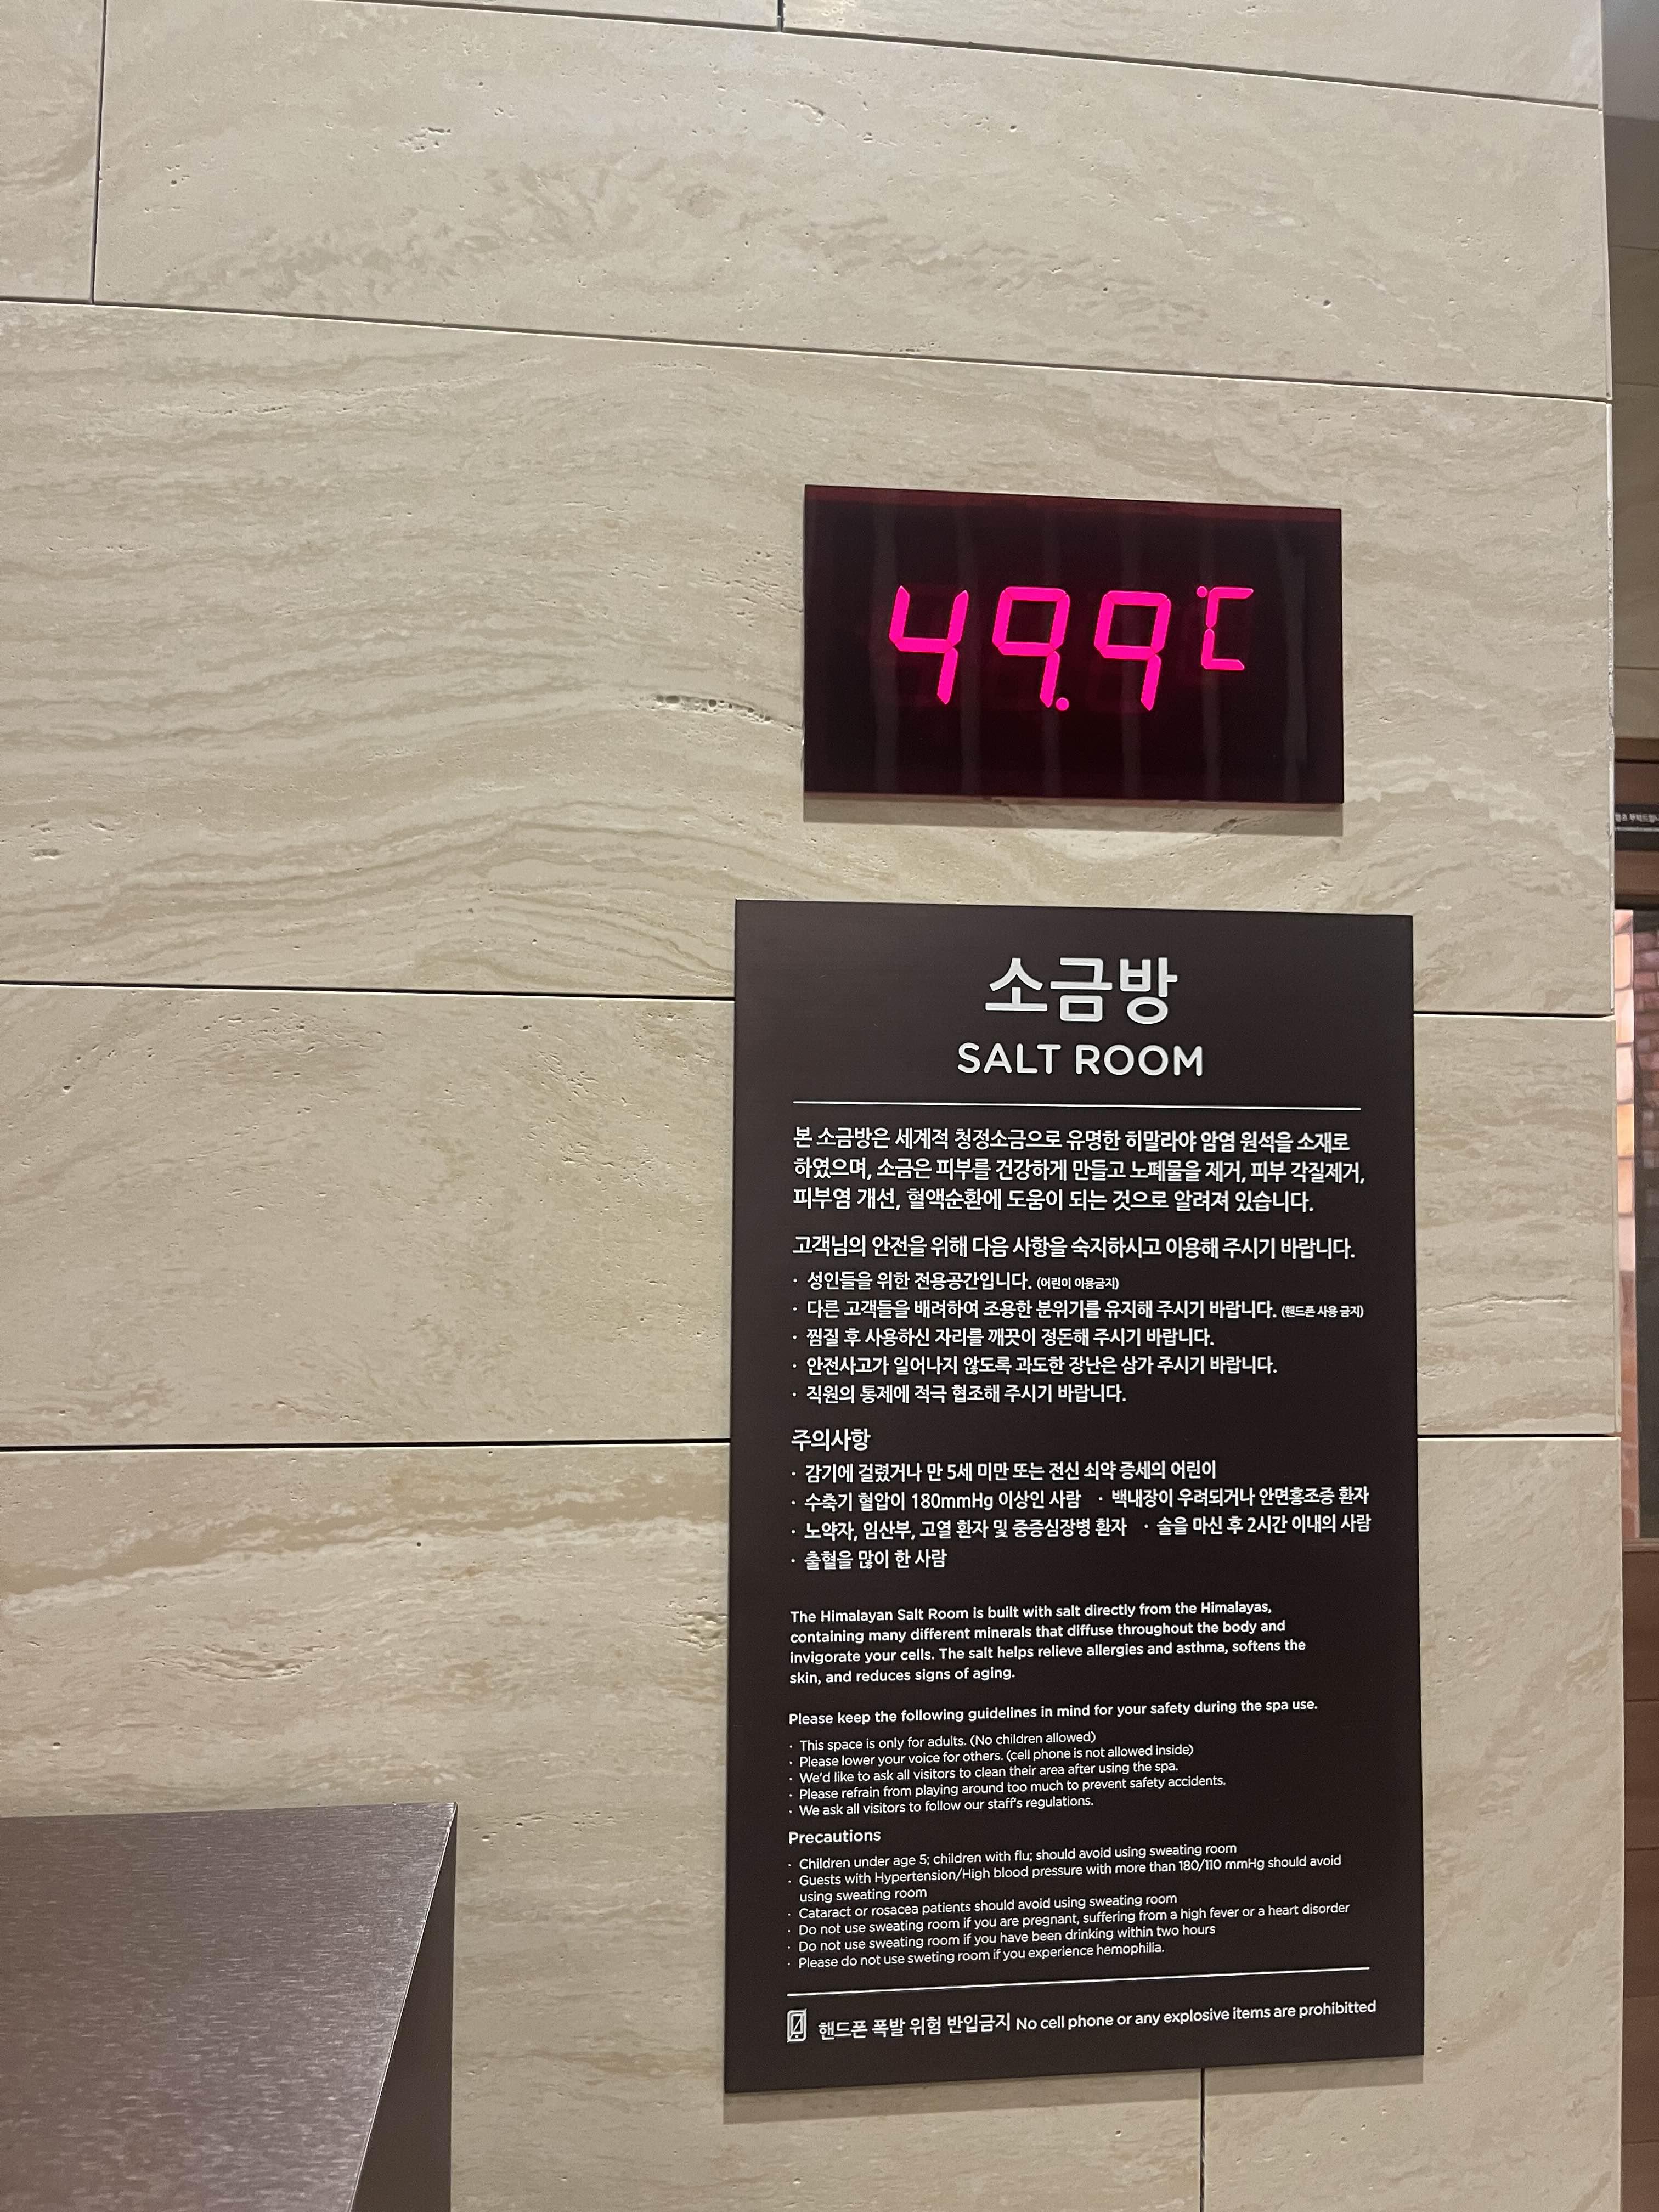 49.9℃
소금방
SALT ROOM
본 소금방은 세계적 청정소금으로 유명한 히말라야 암염 원석을 소재로
하였으며, 소금은 피부를 건강하게 만들고 노폐물을 제거, 피부 각질제거,
피부염 개선, 혈액순환에 도움이 되는 것으로 알려져 있습니다.
고객님의 안전을 위해 다음 사항을 숙지하시고 이용해 주시기 바랍니다.
· 성인들을 위한 전용공간입니다. (어린이 이용금지)
· 다른 고객들을 배려하여 조용한 분위기를 유지해 주시기 바랍니다. (핸드폰 사용 금지)
· 찜질 후 사용하신 자리를 깨끗이 정돈해 주시기 바랍니다.
· 안전사고가 일어나지 않도록 과도한 장난은 삼가 주시기 바랍니다.
· 직원의 통제에 적극 협조해 주시기 바랍니다.
주의사항
· 감기에 걸렸거나 만 5세 미만 또는 전신 쇠약 증세의 어린이
· 수축기 혈압이 180mmHg 이상인 사람 · 백내장이 우려되거나 안면홍조증 환자
· 노약자, 임산부, 고열 환자 및 중증심장병 환자 · 술을 마신 후 2시간 이내의 사람
· 출혈을 많이 한 사람
The Himalayan Salt Room is built with salt directly from the Himalayas,
containing many different minerals that diffuse throughout the body and
invigorate your cells. The salt helps relieve allergies and asthma, softens the
skin, and reduces signs of aging.
Please keep the following guidelines in mind for your safety during the spa use.
· This space is only for adults. (No children allowed)
· Please lower your voice for others. (cell phone is not allowed inside)
· We'd like to ask all visitors to clean their area after using the spa.
· Please refrain from playing around too much to prevent safety accidents.
· We ask all visitors to follow our staff's regulations.
Precautions
· Children under age 5; children with flu; should avoid using sweating room
· Guests with Hypertension/High blood pressure with more than 180/110 mmHg should avoid
using sweating room
· Cataract or rosacea patients should avoid using sweating room
· Do not use sweating room if you are pregnant, suffering from a high fever or a heart disorder
· Do not use sweating room if you have been drinking within two hours
· Please do not use sweting room if you experience hemophilia.
핸드폰 폭발 위험 반입금지 No cell phone or any explosive items are prohibitted